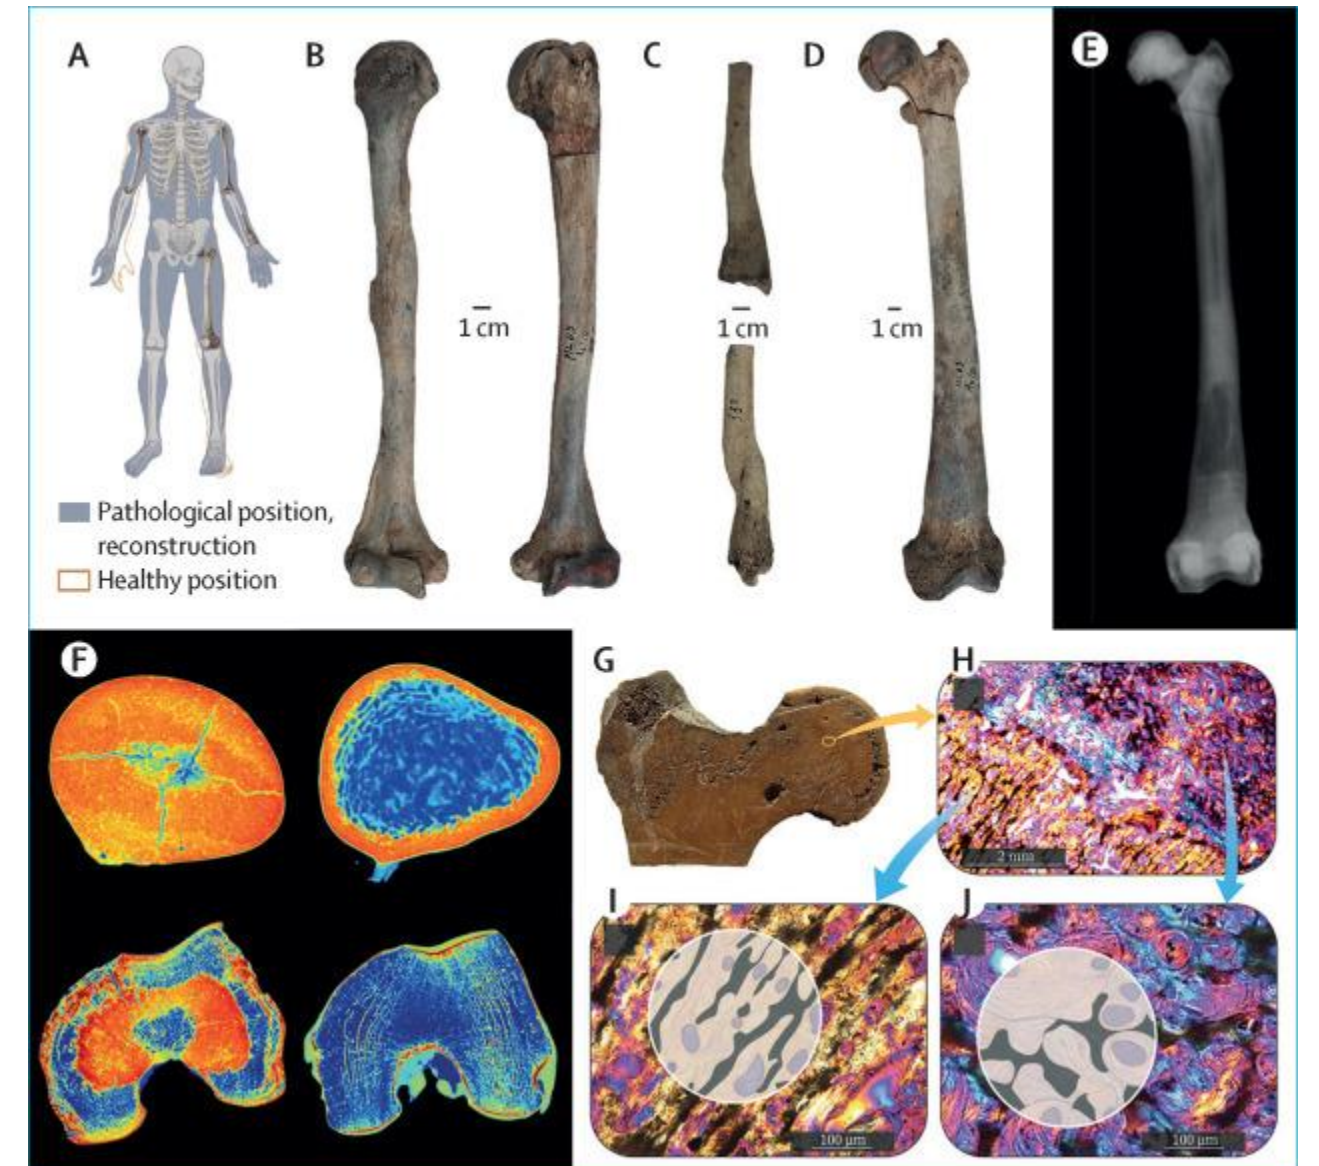 A
B
C
D
E
1 cm
1 cm
1 cm
Pathological position,
reconstruction
Healthy position
F
G
H
2 mm
I
J
100 µm
100 µm